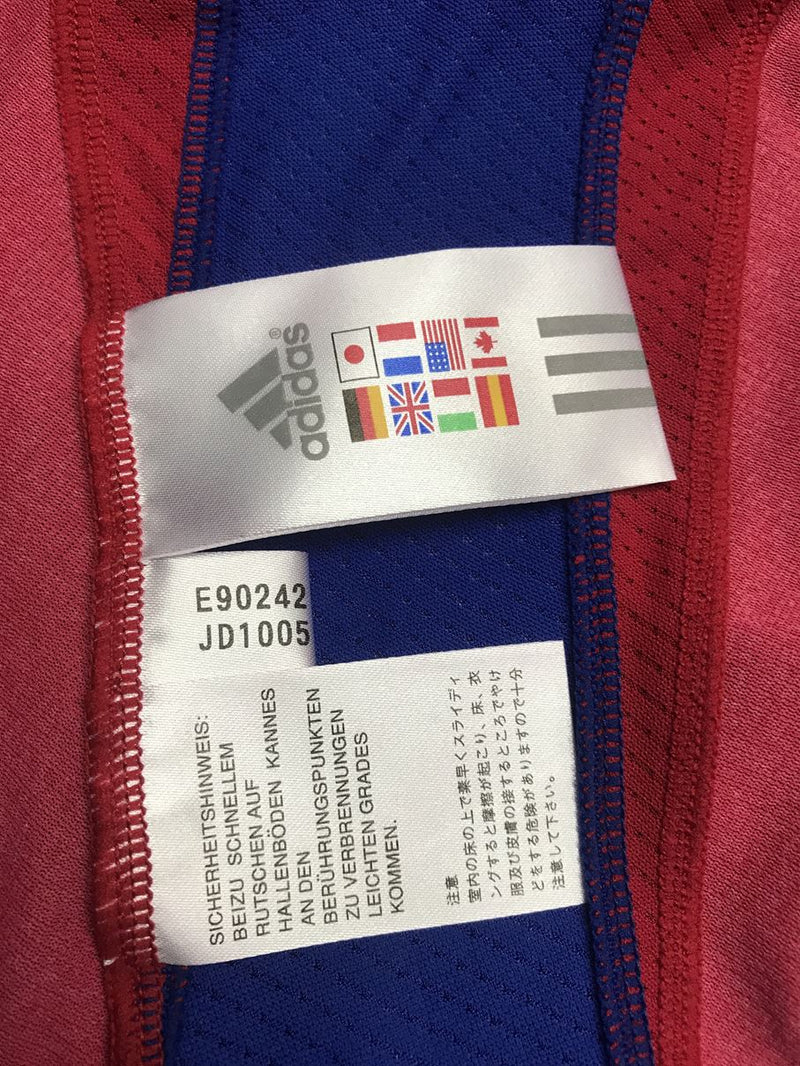 adidas®
E90242
JD1005
SICHERHEITSHINWEIS:
BEIZU SCHNELLEM
RUTSCHEN AUF
HALLENBÖDEN KANNES
AN DEN
BERÜHRUNGSPUNKTEN
ZU VERBRENNUNGEN
LEICHTEN GRADES
KOMMEN.
注意
室内の床の上で素早くスライディ
ングすると摩擦が起こり、床、衣
服及び皮膚の接するところでやけ
どをする危険がありますので十分
注意して下さい。